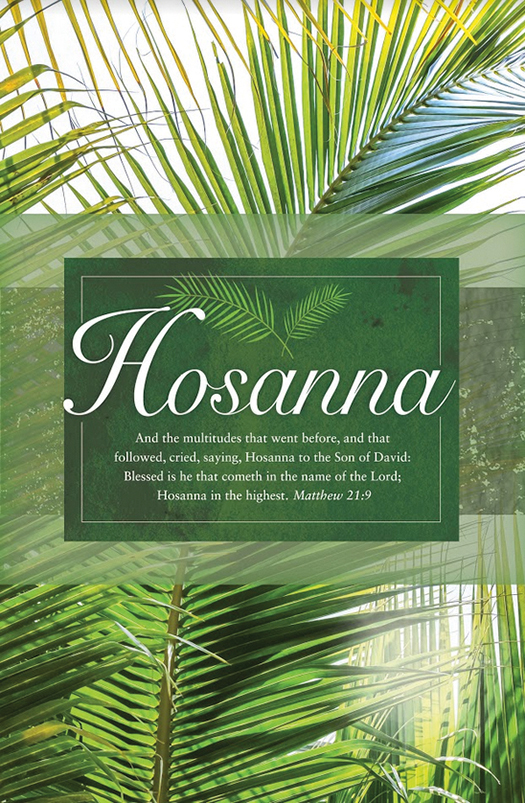 Hosanna
And the multitudes that went before, and that
followed, cried, saying, Hosanna to the Son of David:
Blessed is he that cometh in the name of the Lord;
Hosanna in the highest. Matthew 21:9